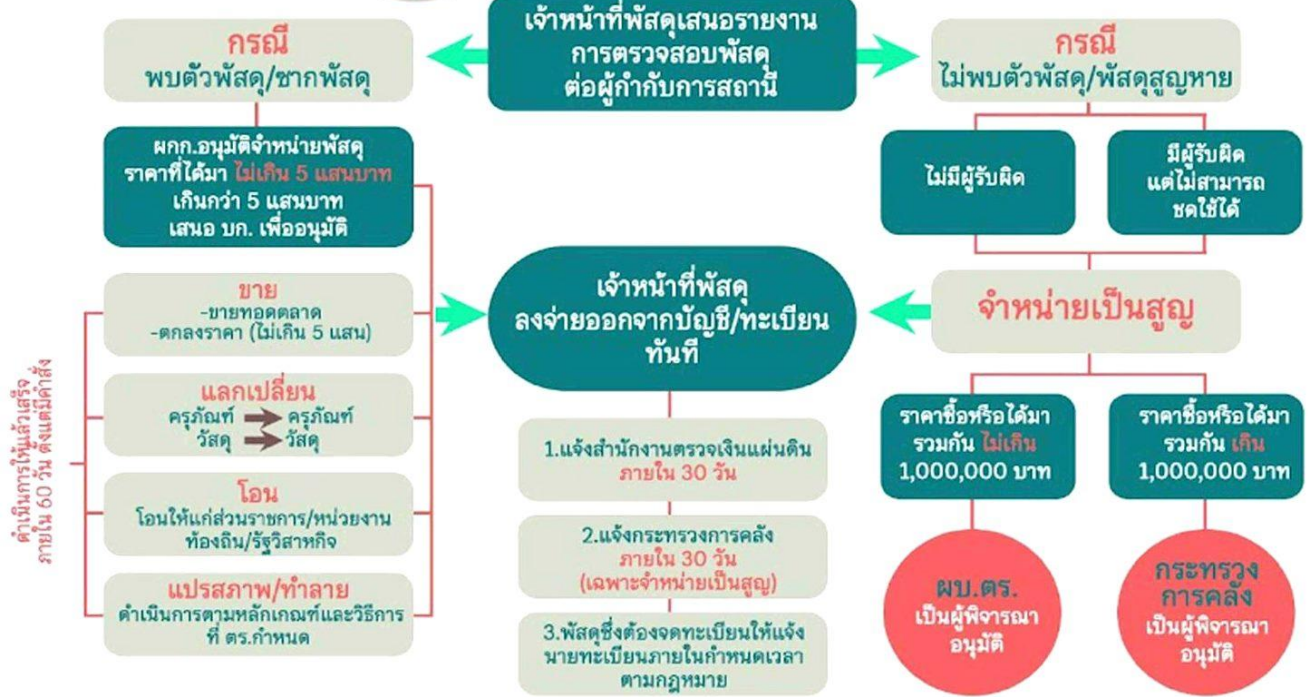 เจ้าหน้าที่พัสดุเสนอรายงาน
การตรวจสอบพัสดุ
ต่อผู้กำกับการสถานี
กรณี
พบตัวพัสดุ/ซากพัสดุ
ผกก.อนุมัติจำหน่ายพัสดุ
ราคาที่ได้มา ไม่เกิน 5 แสนบาท
เกินกว่า 5 แสนบาท
เสนอ บก. เพื่ออนุมัติ
ดำเนินการให้แล้วเสร็จ
ภายใน 60 วัน ตั้งแต่มีคำสั่ง
ขาย
-ขายทอดตลาด
-ตกลงราคา (ไม่เกิน 5 แสน)
แลกเปลี่ยน
ครุภัณฑ์ ครุภัณฑ์
วัสดุ วัสดุ
โอน
โอนให้แก่ส่วนราชการ/หน่วยงาน
ท้องถิ่น/รัฐวิสาหกิจ
แปรสภาพ/ทำลาย
ดำเนินการตามหลักเกณฑ์และวิธีการ
ที่ ตร.กำหนด
เจ้าหน้าที่พัสดุ
ลงจ่ายออกจากบัญชี/ทะเบียน
ทันที
1.แจ้งสำนักงานตรวจเงินแผ่นดิน
ภายใน 30 วัน
2.แจ้งกระทรวงการคลัง
ภายใน 30 วัน
(เฉพาะจำหน่ายเป็นสูญ)
3.พัสดุซึ่งต้องจดทะเบียนให้แจ้ง
นายทะเบียนภายในกำหนดเวลา
ตามกฎหมาย
กรณี
ไม่พบตัวพัสดุ/พัสดุสูญหาย
ไม่มีผู้รับผิด
มีผู้รับผิด
แต่ไม่สามารถ
ชดใช้ได้
จำหน่ายเป็นสูญ
ราคาซื้อหรือได้มา
รวมกัน ไม่เกิน
1,000,000 บาท
ราคาซื้อหรือได้มา
รวมกัน เกิน
1,000,000 บาท
ผบ.ตร.
เป็นผู้พิจารณา
อนุมัติ
กระทรวง
การคลัง
เป็นผู้พิจารณา
อนุมัติ